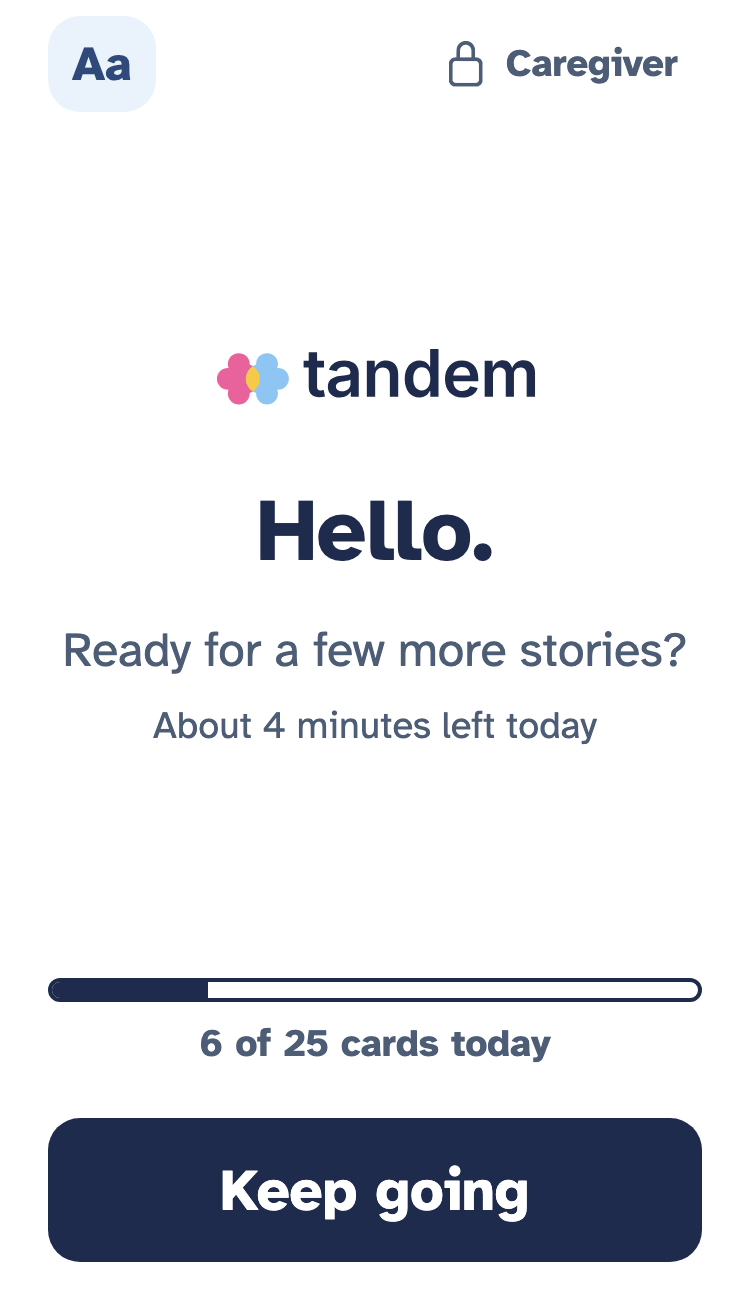 Aa
Caregiver
tandem
Hello.
Ready for a few more stories?
About 4 minutes left today
6 of 25 cards today
Keep going